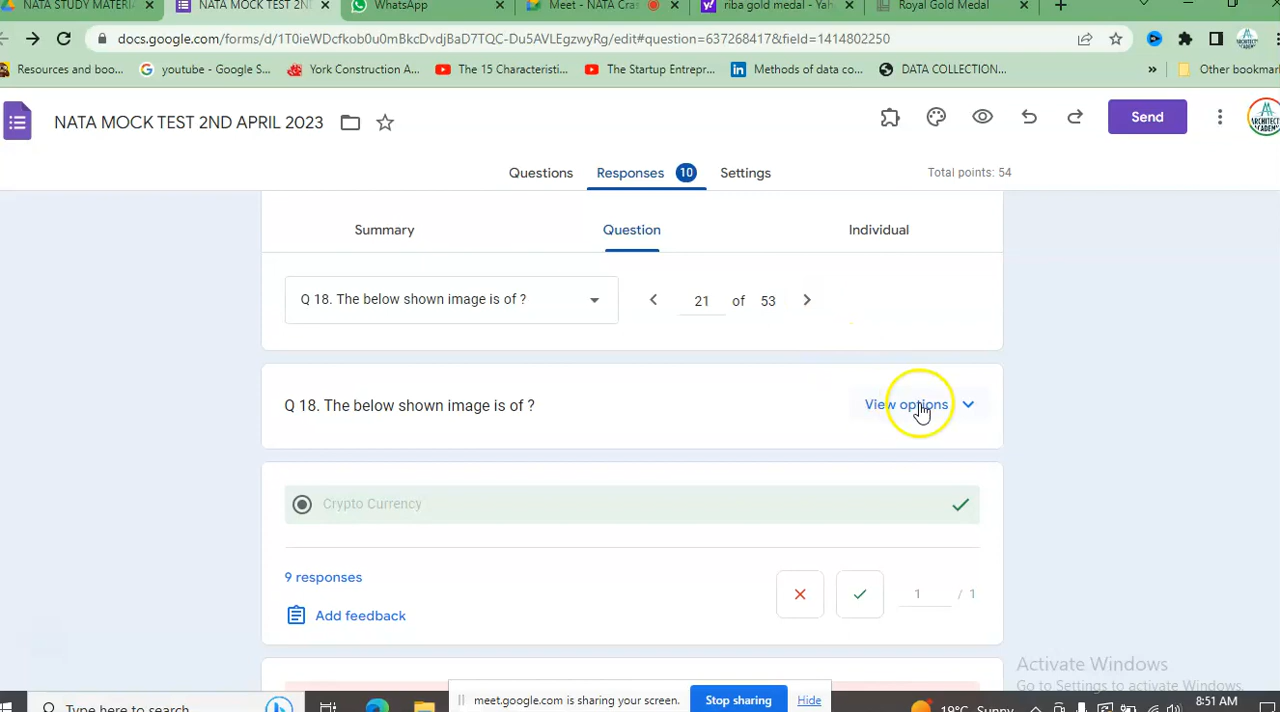 NATA STUDY MATERI
NATA MOCK TEST 2N
WhatsApp
Meet - NATA Cras
riba gold medal - Yah
Royal Gold Medal
docs.google.com/forms/d/1T0ieWDcfkob0u0mBkcDvdjBaD7TQC-Du5AVLEgzwyRg/edit#question=637268417&field=1414802250
Resources and boo...
youtube - Google S...
York Construction A...
The 15 Characteristi...
The Startup Entrepr...
Methods of data co...
DATA COLLECTION...
»
Other bookmar
NATA MOCK TEST 2ND APRIL 2023
Send
ARCHITECT
ACADEMY
Questions
Responses 10
Settings
Total points: 54
Summary
Question
Individual
Q 18. The below shown image is of ?
21 of 53
Q 18. The below shown image is of ?
View options
Crypto Currency
9 responses
1 / 1
Add feedback
Activate Windows
Go to Settings to activate Windows.
meet.google.com is sharing your screen.
Stop sharing
Hide
Type here to search
19°C Sunny
8:51 AM